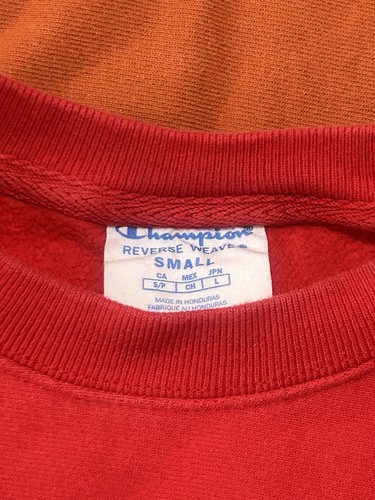 Champion®
REVERSE WEAVE®
SMALL
CA MEX JPN
S/P CH L
MADE IN HONDURAS
FABRIQUÉ AU HONDURAS